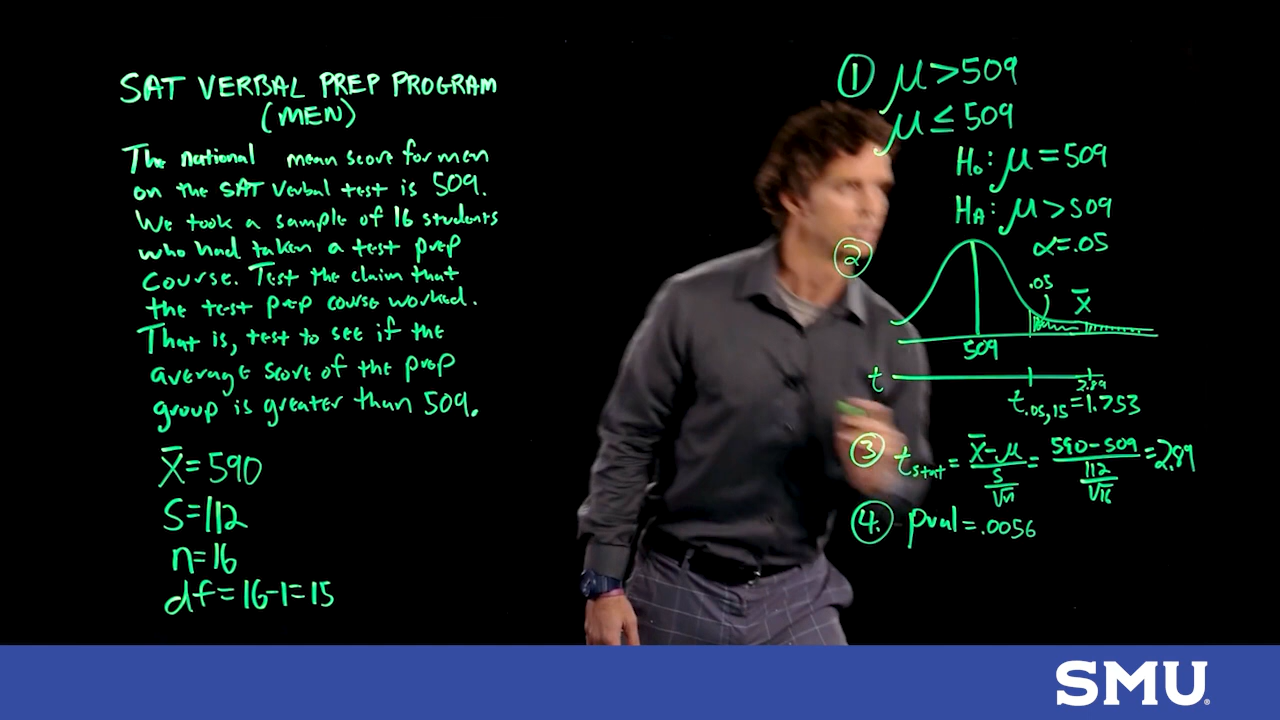 SAT VERBAL PREP PROGRAM
(MEN)
The national mean score for men
on the SAT Verbal test is 509.
We took a sample of 16 students
who had taken a test prep
course. Test the claim that
the test prep course worked.
That is, test to see if the
average score of the prep
group is greater than 509.
x̄=590
S=112
n=16
df=16-1=15
① μ>509
μ≤509
H₀: μ=509
H_A: μ>509
α=.05
②
.05
x̄
509
t
2.89
t.05,15=1.753
③ t_stat = (x̄-μ)/(s/√n) = (590-509)/(112/√16) = 2.89
④. pval=.0056
SMU